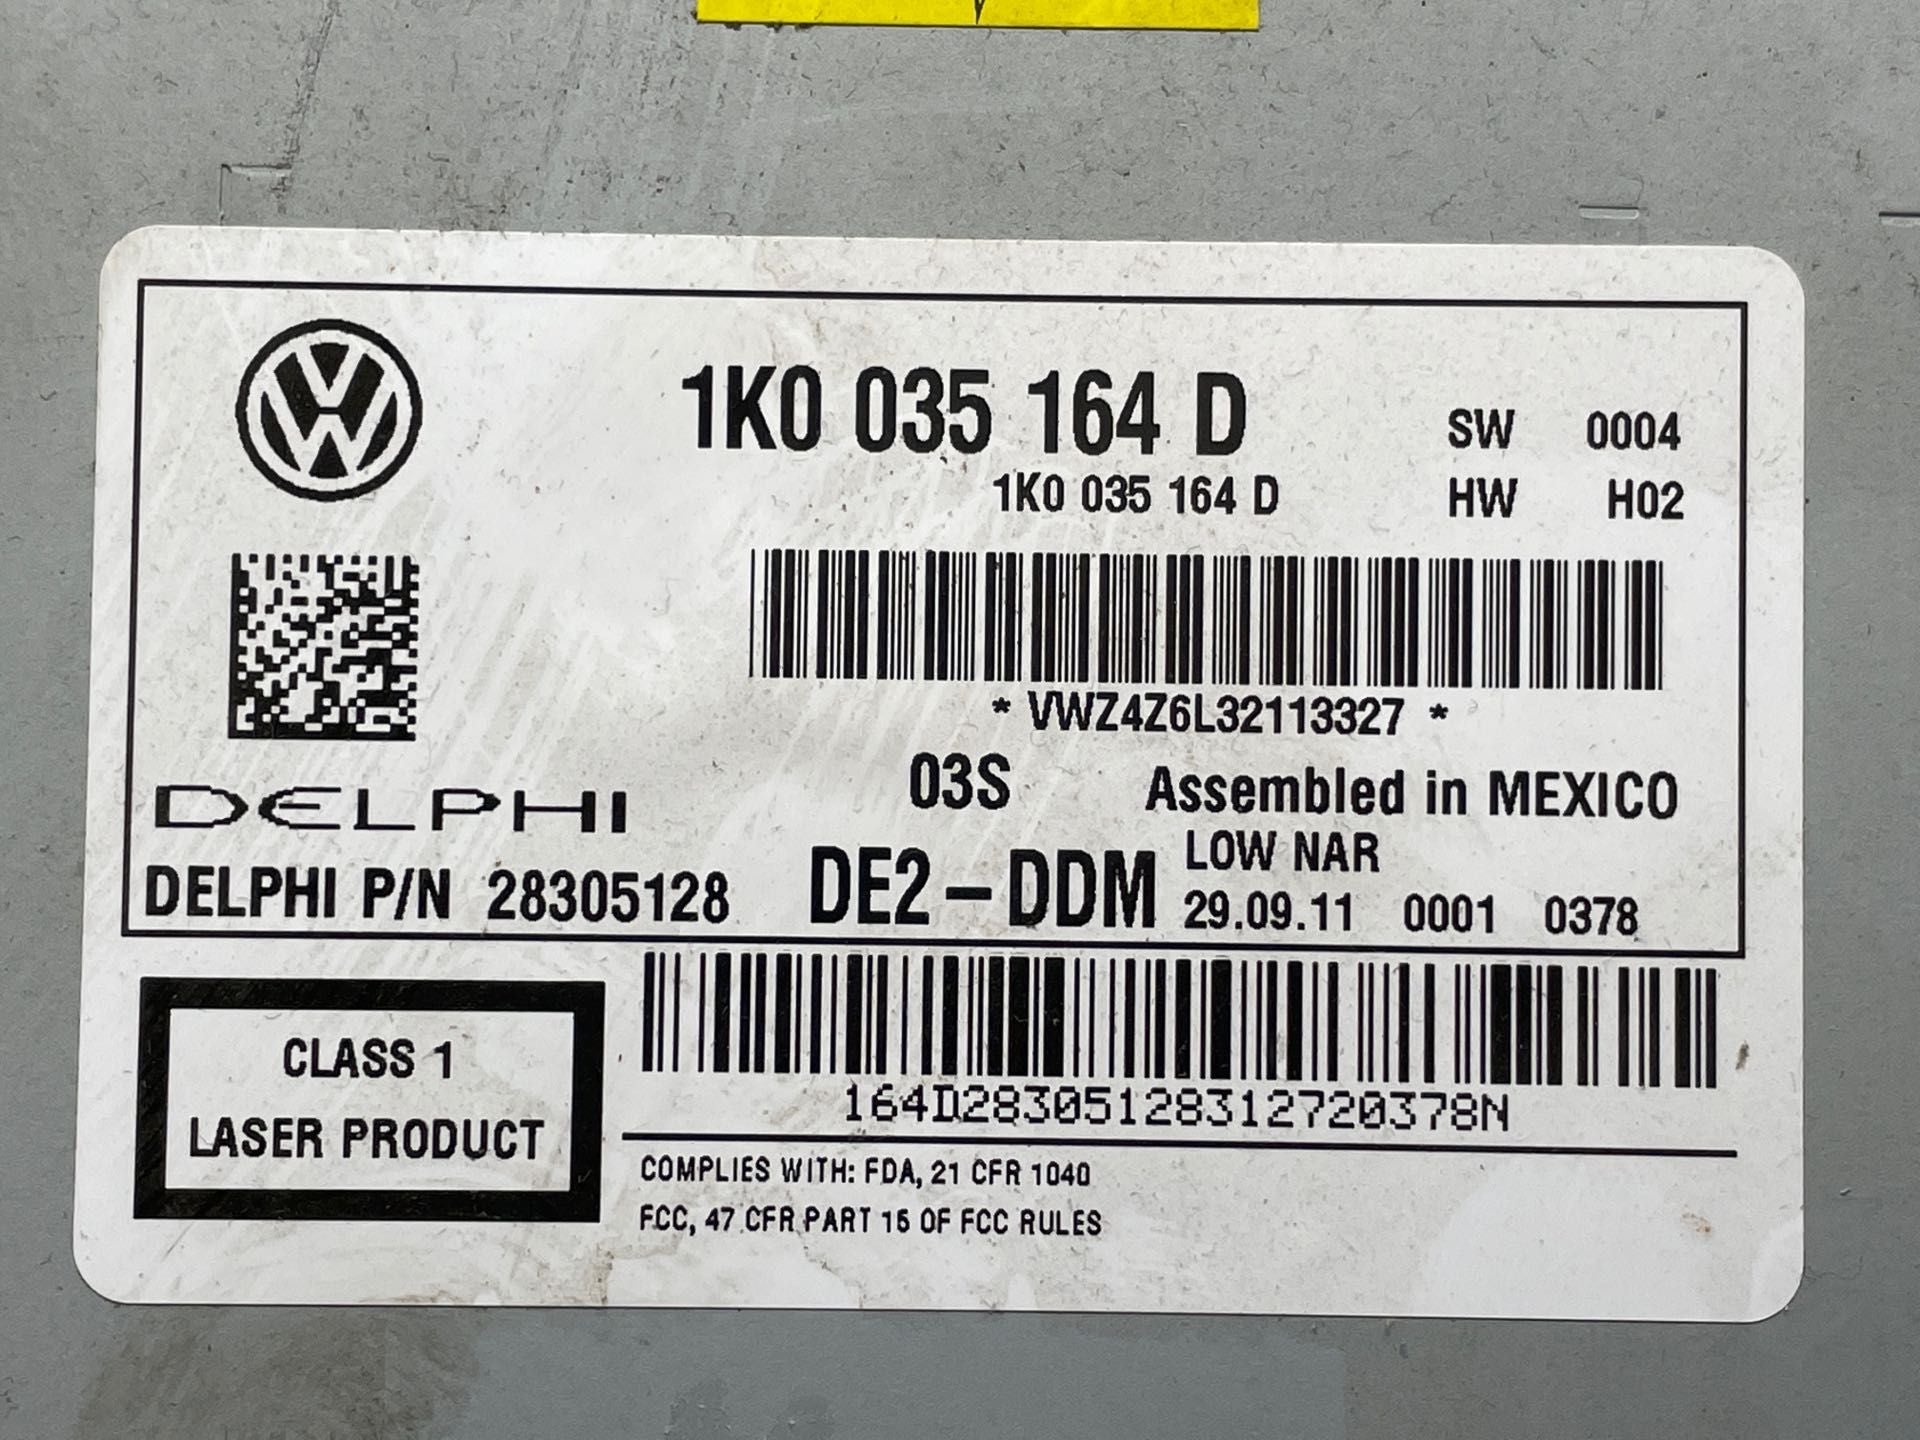 1K0 035 164 D
SW 0004
1K0 035 164 D
HW H02
* VWZ4Z6L32113327 *
03S Assembled in MEXICO
DELPHI
LOW NAR
DELPHI P/N 28305128
DE2-DDM
29.09.11 0001 0378
CLASS 1
LASER PRODUCT
164D28305128312720378N
COMPLIES WITH: FDA, 21 CFR 1040
FCC, 47 CFR PART 15 OF FCC RULES